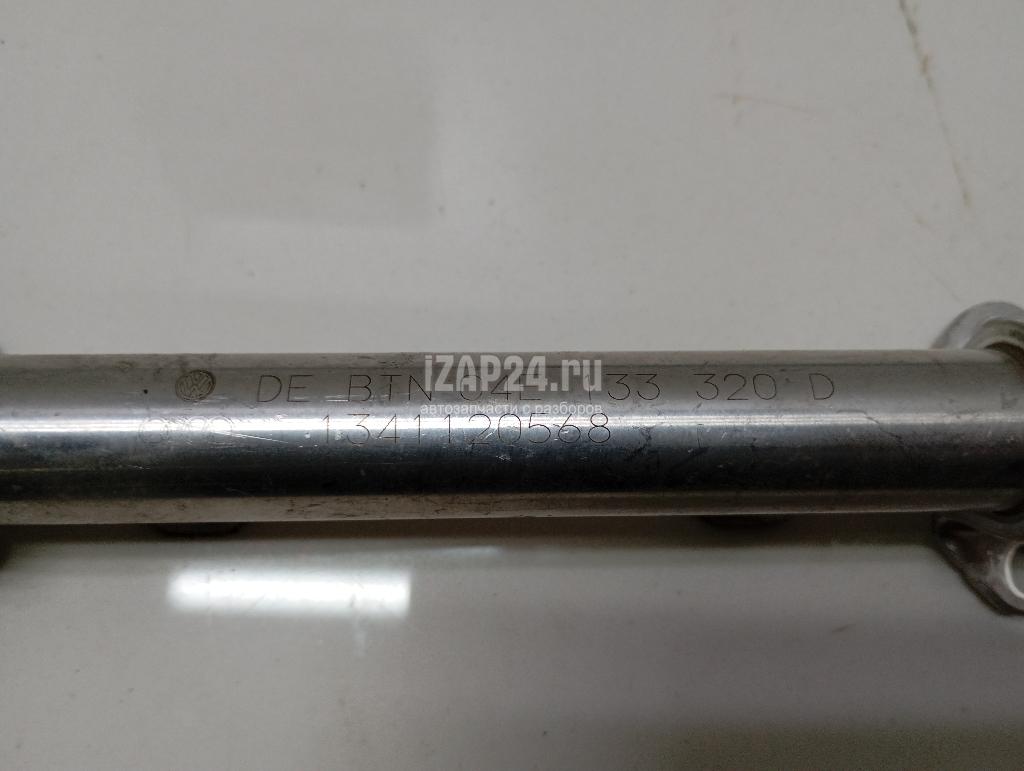 DE BTN 04E 133 320 D
1341120568
iZAP24.ru
автозапчасти с разборов